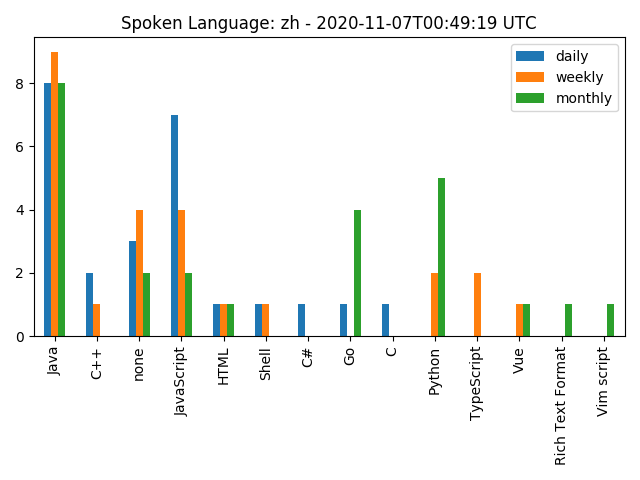 Spoken Language: zh - 2020-11-07T00:49:19 UTC
daily
weekly
monthly
8
6
4
2
0
Java
C++
none
JavaScript
HTML
Shell
C#
Go
C
Python
TypeScript
Vue
Rich Text Format
Vim script